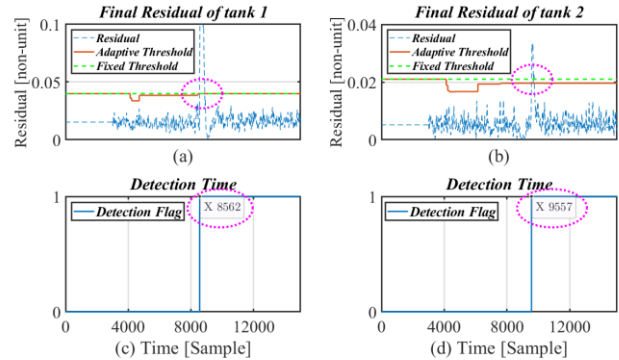 Final Residual of tank 1
Residual [non-unit]
0.1
0.05
0
Residual
Adaptive Threshold
Fixed Threshold
(a)
Final Residual of tank 2
Residual [non-unit]
0.04
0.02
0
Residual
Adaptive Threshold
Fixed Threshold
(b)
Detection Time
1
0
Detection Flag
X 8562
0 4000 8000 12000
(c) Time [Sample]
Detection Time
1
0
Detection Flag
X 9557
0 4000 8000 12000
(d) Time [Sample]